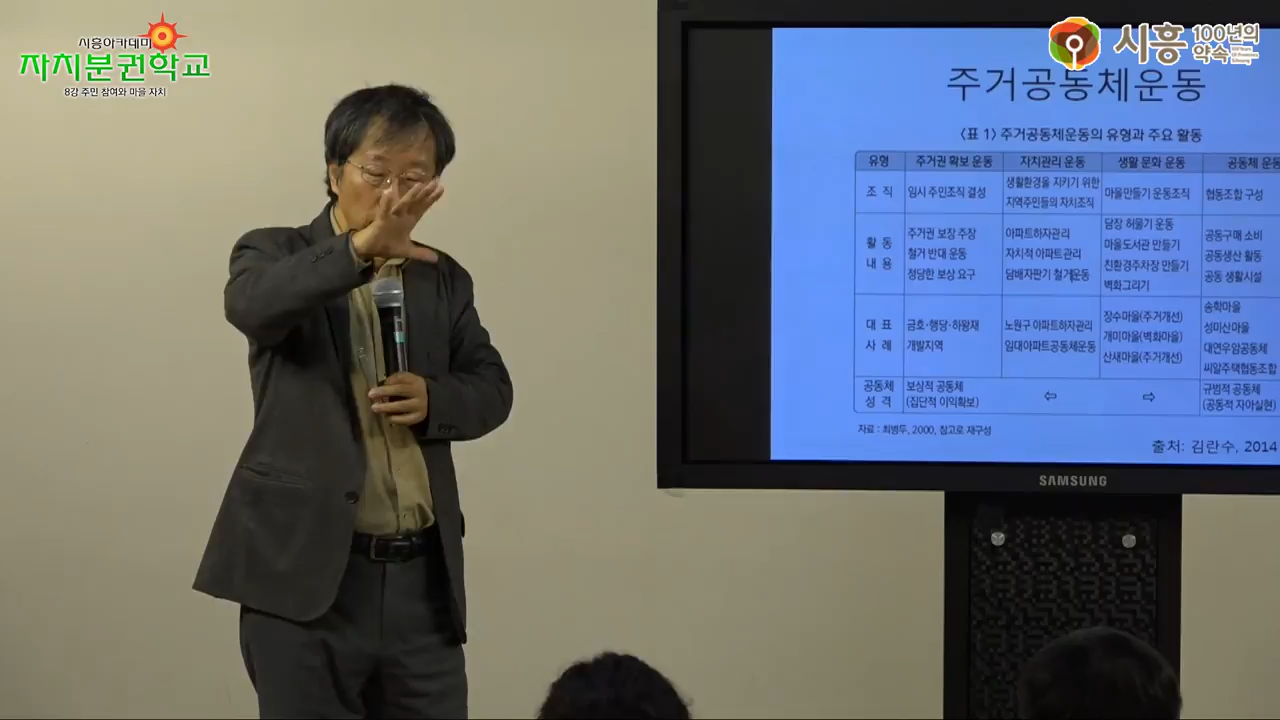 시흥아카데미
자치분권학교
8강 주민 참여와 마을 자치
시흥 100년의 약속
주거공동체운동
<표 1> 주거공동체운동의 유형과 주요 활동
유형 주거권 확보 운동 자치관리 운동 생활 문화 운동 공동체 운동
조 직 임시 주민조직 결성 생활환경을 지키기 위한 지역주민들의 자치조직 마을만들기 운동조직 협동조합 구성
활 동 내 용 주거권 보장 주장 아파트하자관리 담장 허물기 운동 공동구매 소비
철거 반대 운동 자치적 아파트관리 마을도서관 만들기 공동생산 활동
정당한 보상 요구 담배자판기 철거운동 친환경주차장 만들기 공동 생활시설
벽화그리기
대 표 사 례 금호·행당·하왕재 개발지역 노원구 아파트하자관리 장수마을(주거개선) 송학마을
임대아파트공동체운동 개미마을(벽화마을) 성미산마을
산새마을(주거개선) 대연우암공동체
씨알주택협동조합
공동체 성 격 보상적 공동체 ⇦ ⇨ 규범적 공동체
(집단적 이익확보) (공동적 자아실현)
자료 : 최병두, 2000, 참고로 재구성
출처: 김란수, 2014
SAMSUNG